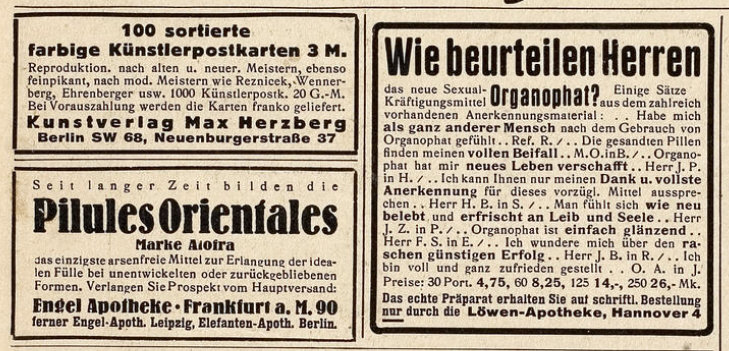 100 sortierte
farbige Künstlerpostkarten 3 M.
Reproduktion. nach alten u. neuer. Meistern, ebenso
feinpikant, nach mod. Meistern wie Reznicek, Wenner-
berg, Ehrenberger usw. 1000 Künstlerpostk. 20 G.-M.
Bei Vorauszahlung werden die Karten franko geliefert.
Kunstverlag Max Herzberg
Berlin SW 68, Neuenburgerstraße 37
Seit langer Zeit bilden die
Pilules Orientales
Marke
das einzigste arsenfreie Mittel zur Erlangung der idea-
len Fülle bei unentwickelten oder zurückgebliebenen
Formen. Verlangen Sie Prospekt vom Hauptversand:
Engel Apotheke · Frankfurt a. M. 90
ferner Engel-Apoth. Leipzig, Elefanten-Apoth. Berlin.
Wie beurteilen Herren
das neue Sexual-Kräftigungsmittel Organophat? Einige Sätze
aus dem zahlreich
vorhandenen Anerkennungsmaterial: . . Habe mich
als ganz anderer Mensch nach dem Gebrauch von
Organophat gefühlt . . Ref. R. / . . Die gesandten Pillen
finden meinen vollen Beifall . . M. O. in B. / . . Organo-
phat hat mir neues Leben verschafft . . Herr J. P.
in H. / . . Ich kann Ihnen nur meinen Dank u. vollste
Anerkennung für dieses vorzügl. Mittel ausspre-
chen . . Herr H. B. in S. / . . Man fühlt sich wie neu
belebt und erfrischt an Leib und Seele . . Herr
J. Z. in P. / . . Organophat ist einfach glänzend . .
Herr F. S. in E. / . . Ich wundere mich über den ra-
schen günstigen Erfolg . . Herr J. B. in R. / . . Ich
bin voll und ganz zufrieden gestellt . . O. A. in J.
Preise: 30 Port. 4,75, 60 8,25, 125 14,-, 250 26,- Mk.
Das echte Präparat erhalten Sie auf schriftl. Bestellung
nur durch die Löwen-Apotheke, Hannover 4